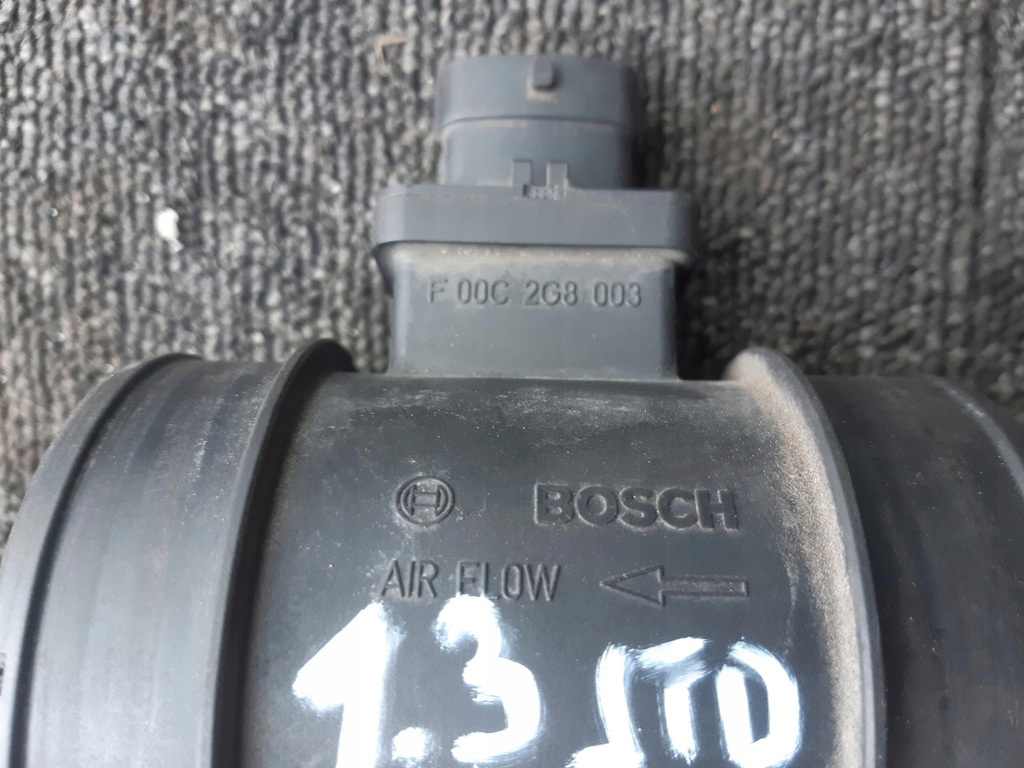 F 00C 2G8 003
BOSCH
AIR FLOW
1.3 JTD